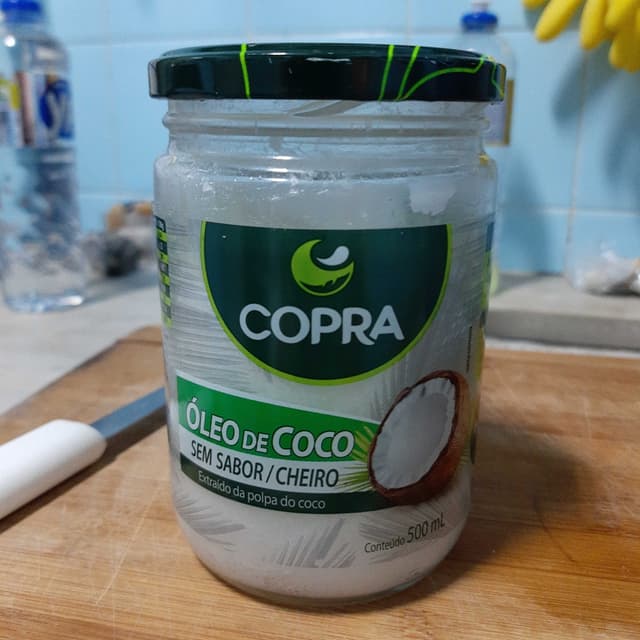 COPRA
ÓLEO DE COCO
SEM SABOR / CHEIRO
Extraído da polpa do coco
Conteúdo 500 mL